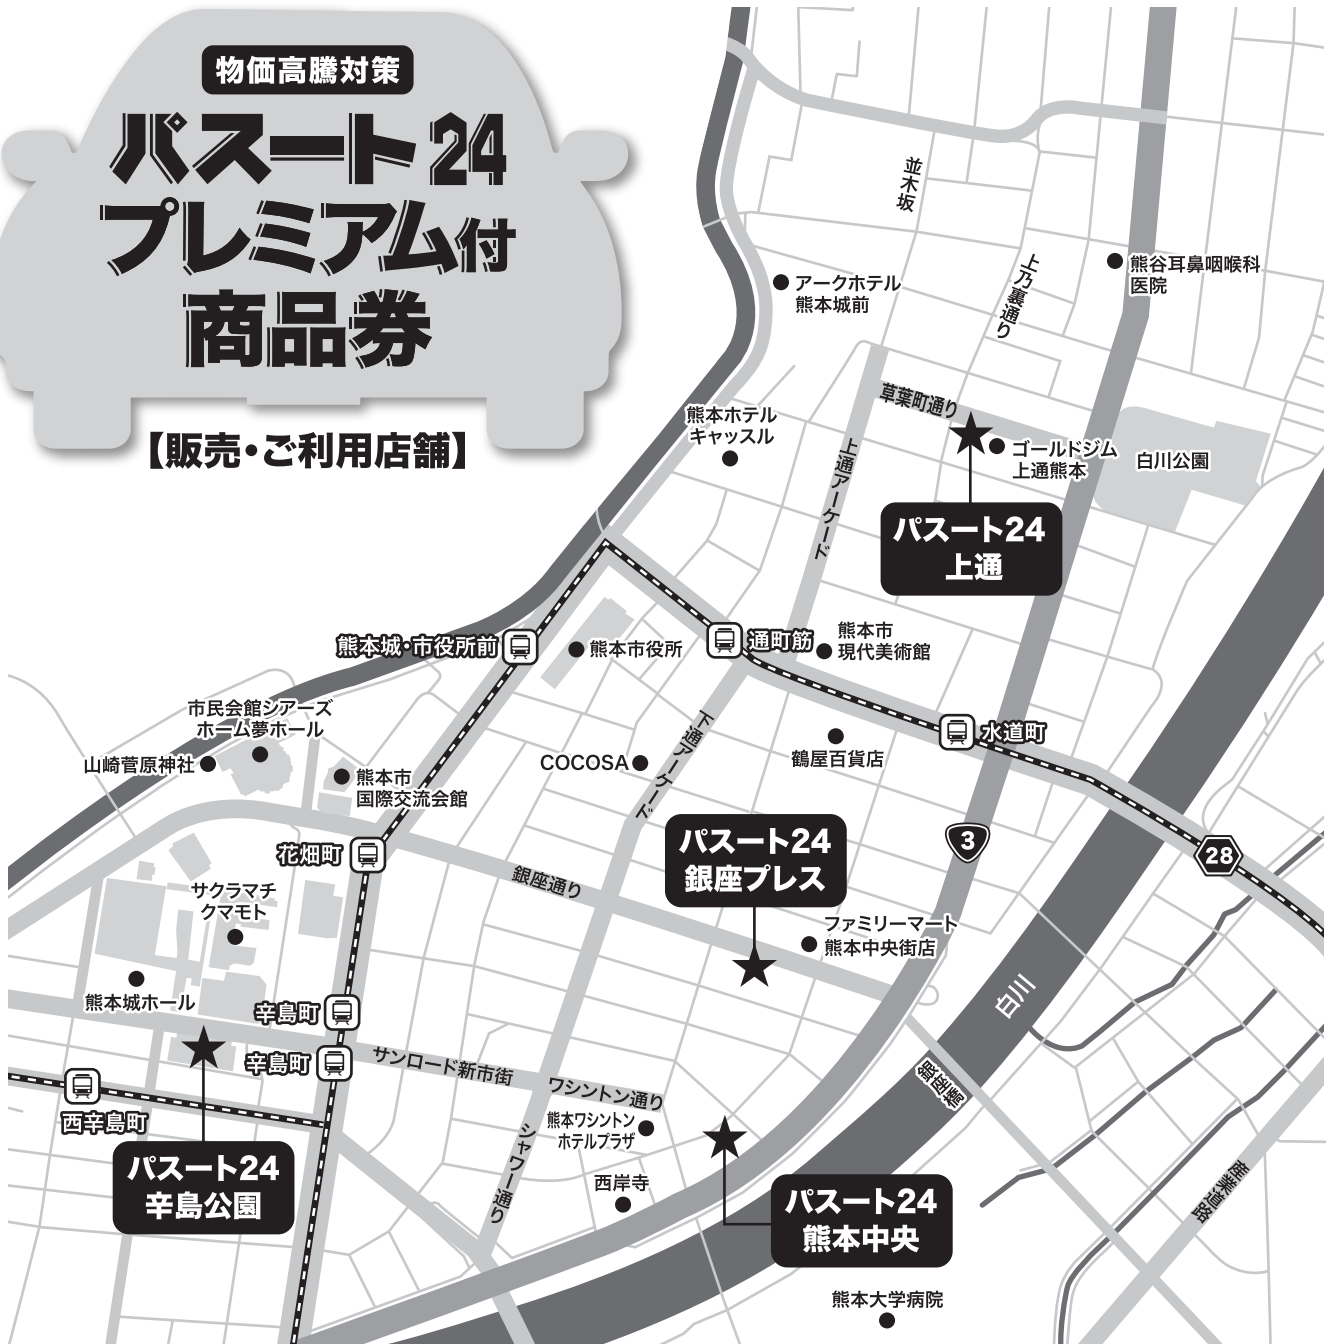 物価高騰対策
パスート24
プレミアム付
商品券
【販売・ご利用店舗】
並木坂
上乃裏通り
熊谷耳鼻咽喉科
医院
アークホテル
熊本城前
草葉町通り
熊本ホテル
キャッスル
上通アーケード
ゴールドジム
上通熊本
白川公園
パスート24
上通
熊本城・市役所前
熊本市役所
通町筋
熊本市
現代美術館
市民会館シアーズ
ホーム夢ホール
山崎菅原神社
熊本市
国際交流会館
下通アーケード
COCOSA
鶴屋百貨店
水道町
3
28
花畑町
銀座通り
パスート24
銀座プレス
サクラマチ
クマモト
ファミリーマート
熊本中央街店
熊本城ホール
辛島町
辛島町
白川
サンロード新市街
ワシントン通り
銀座橋
西辛島町
熊本ワシントン
ホテルプラザ
シャワー通り
パスート24
辛島公園
西岸寺
パスート24
熊本中央
産業道路
熊本大学病院